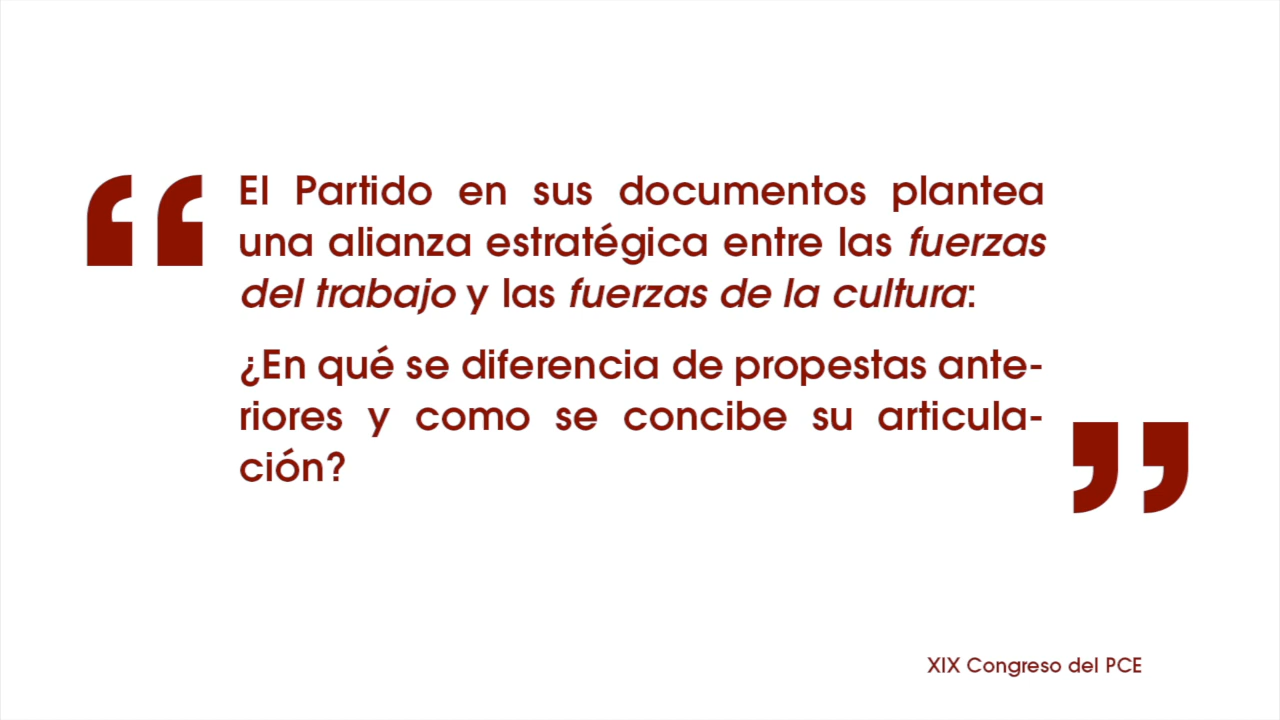 “El Partido en sus documentos plantea
una alianza estratégica entre las fuerzas
del trabajo y las fuerzas de la cultura:
¿En qué se diferencia de propestas ante-
riores y como se concibe su articula-
ción?”
XIX Congreso del PCE